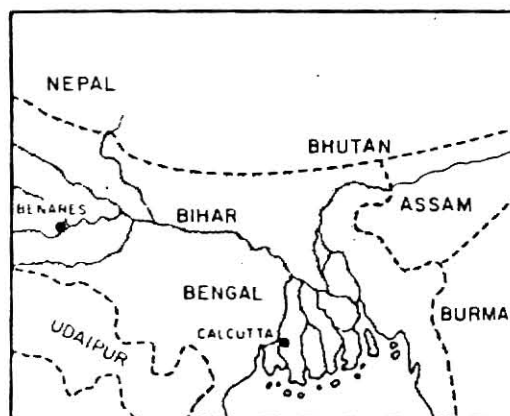 NEPAL
BHUTAN
BENARES
BIHAR
ASSAM
BENGAL
BURMA
CALCUTTA
UDAIPUR